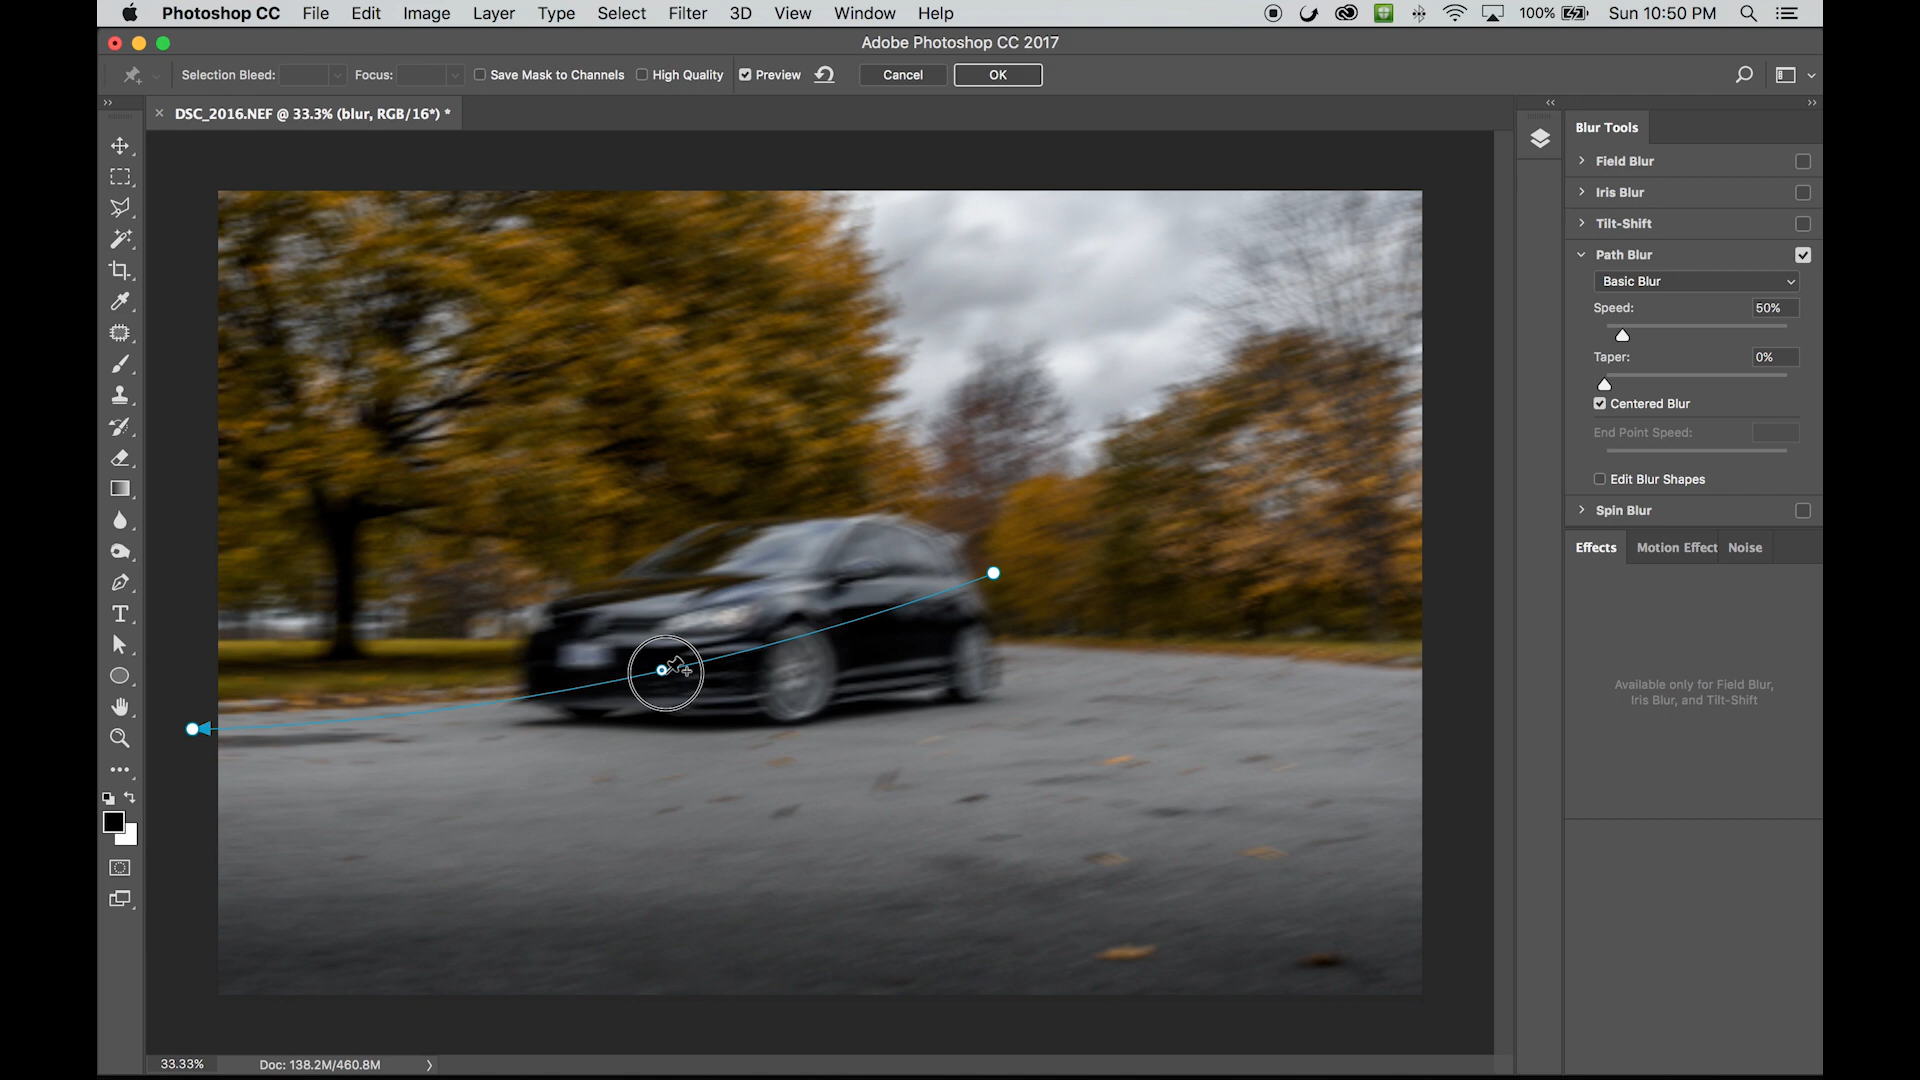 Photoshop CC File Edit Image Layer Type Select Filter 3D View Window Help 100% Sun 10:50 PM
Adobe Photoshop CC 2017
Selection Bleed: Focus: Save Mask to Channels High Quality Preview Cancel OK
DSC_2016.NEF @ 33.3% (blur, RGB/16*) *
Blur Tools
Field Blur
Iris Blur
Tilt-Shift
Path Blur
Basic Blur
Speed: 50%
Taper: 0%
Centered Blur
End Point Speed:
Edit Blur Shapes
Spin Blur
Effects Motion Effect Noise
Available only for Field Blur,
Iris Blur, and Tilt-Shift
33.33% Doc: 138.2M/460.8M